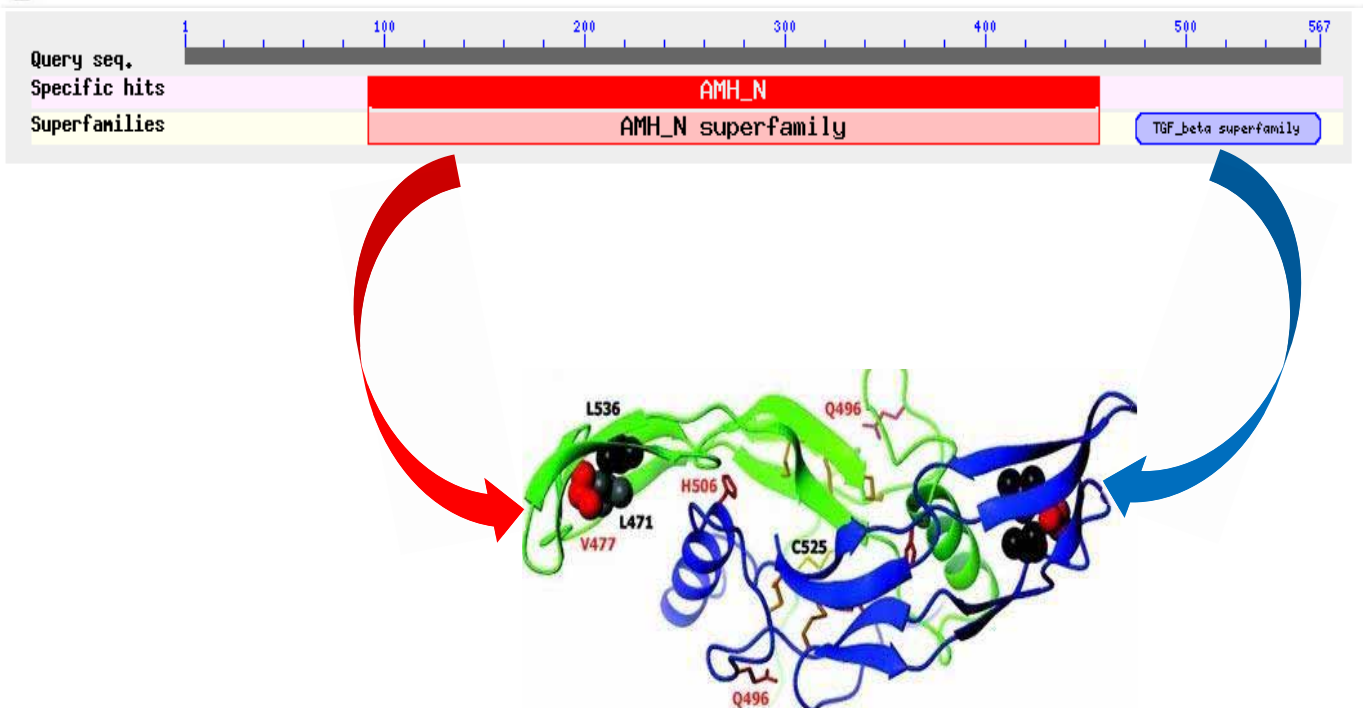 1 100 200 300 400 500 567
Query seq.
Specific hits AMH_N
Superfamilies AMH_N superfamily TGF_beta superfamily
L536 Q496
H506
L471
V477 C525
Q496